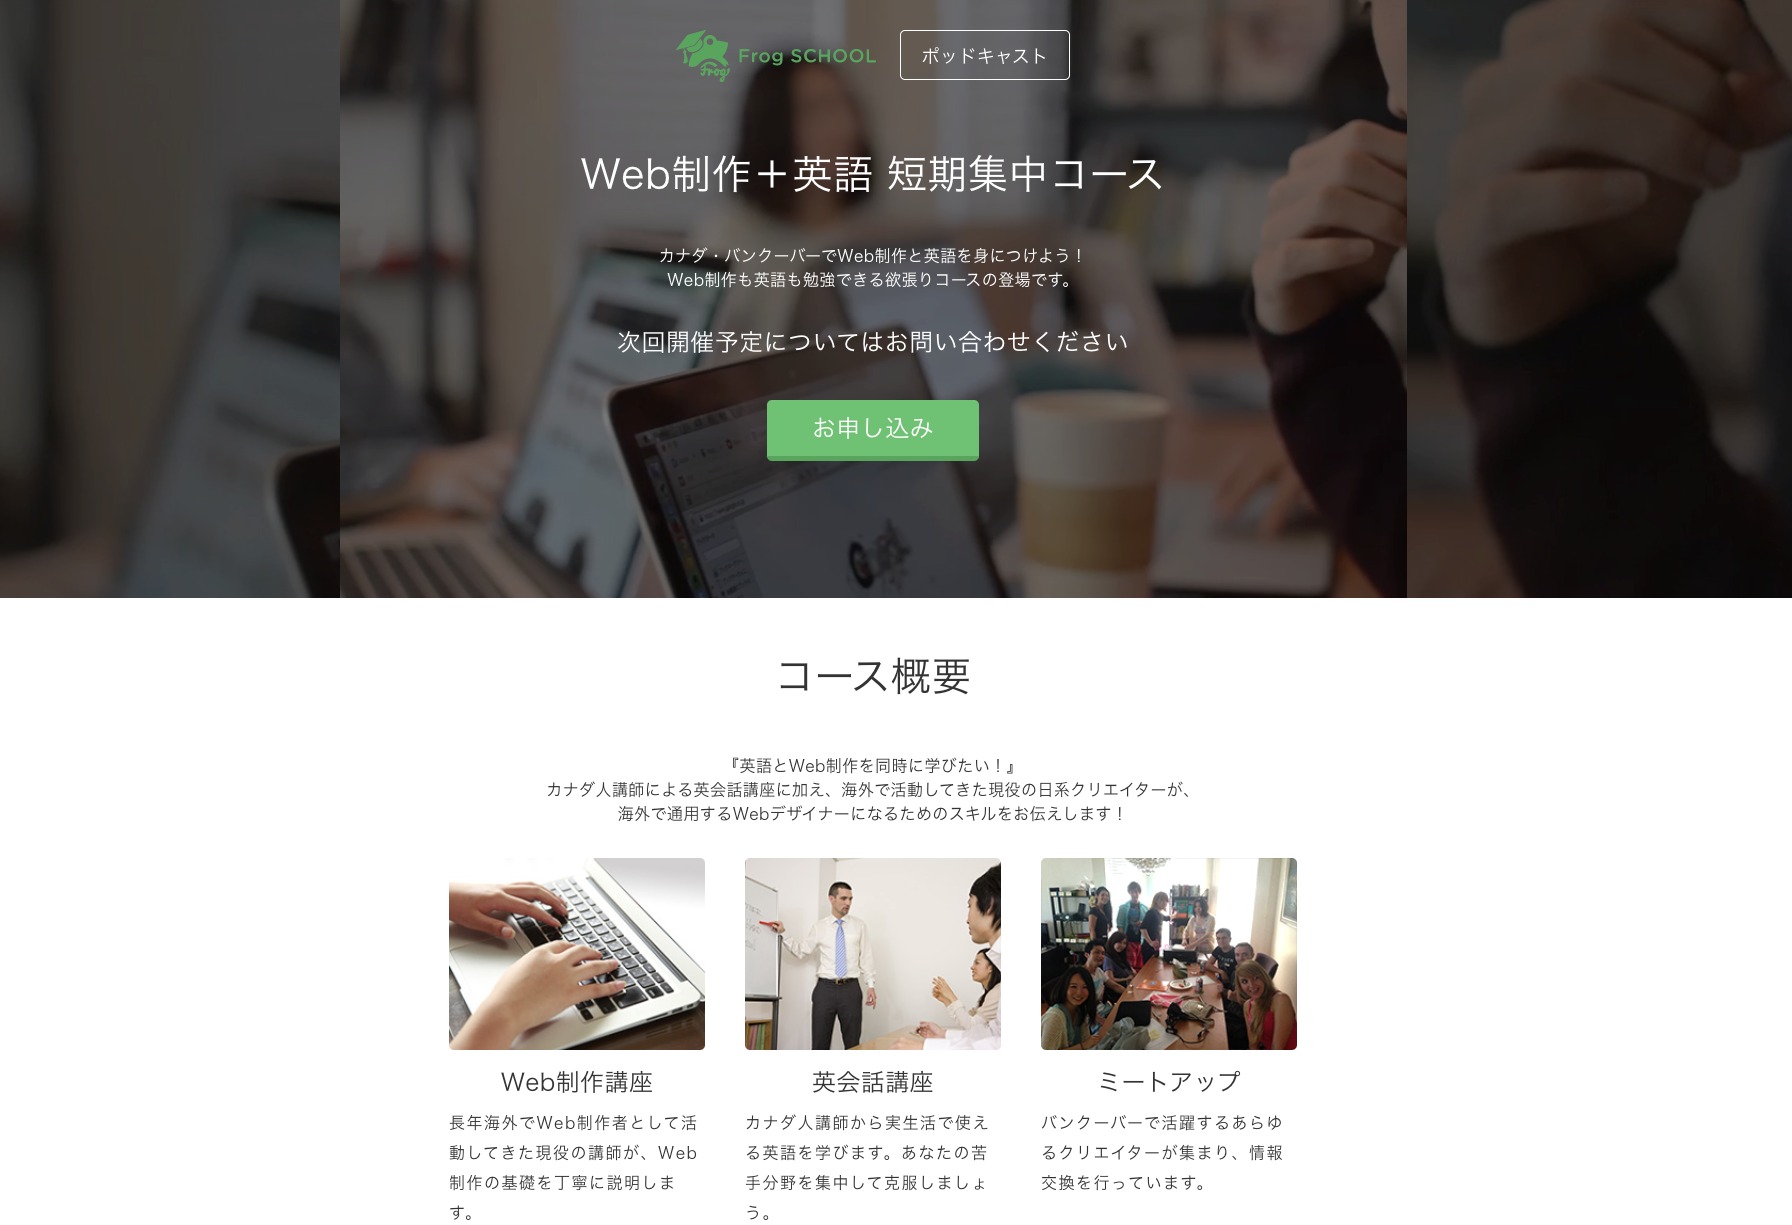 Frog SCHOOL
Frog
ポッドキャスト
Web制作＋英語 短期集中コース
カナダ・バンクーバーでWeb制作と英語を身につけよう！
Web制作も英語も勉強できる欲張りコースの登場です。
次回開催予定についてはお問い合わせください
お申し込み
コース概要
『英語とWeb制作を同時に学びたい！』
カナダ人講師による英会話講座に加え、海外で活動してきた現役の日系クリエイターが、
海外で通用するWebデザイナーになるためのスキルをお伝えします！
Web制作講座
長年海外でWeb制作者として活
動してきた現役の講師が、Web
制作の基礎を丁寧に説明しま
す。
英会話講座
カナダ人講師から実生活で使え
る英語を学びます。あなたの苦
手分野を集中して克服しましょ
う。
ミートアップ
バンクーバーで活躍するあらゆ
るクリエイターが集まり、情報
交換を行っています。